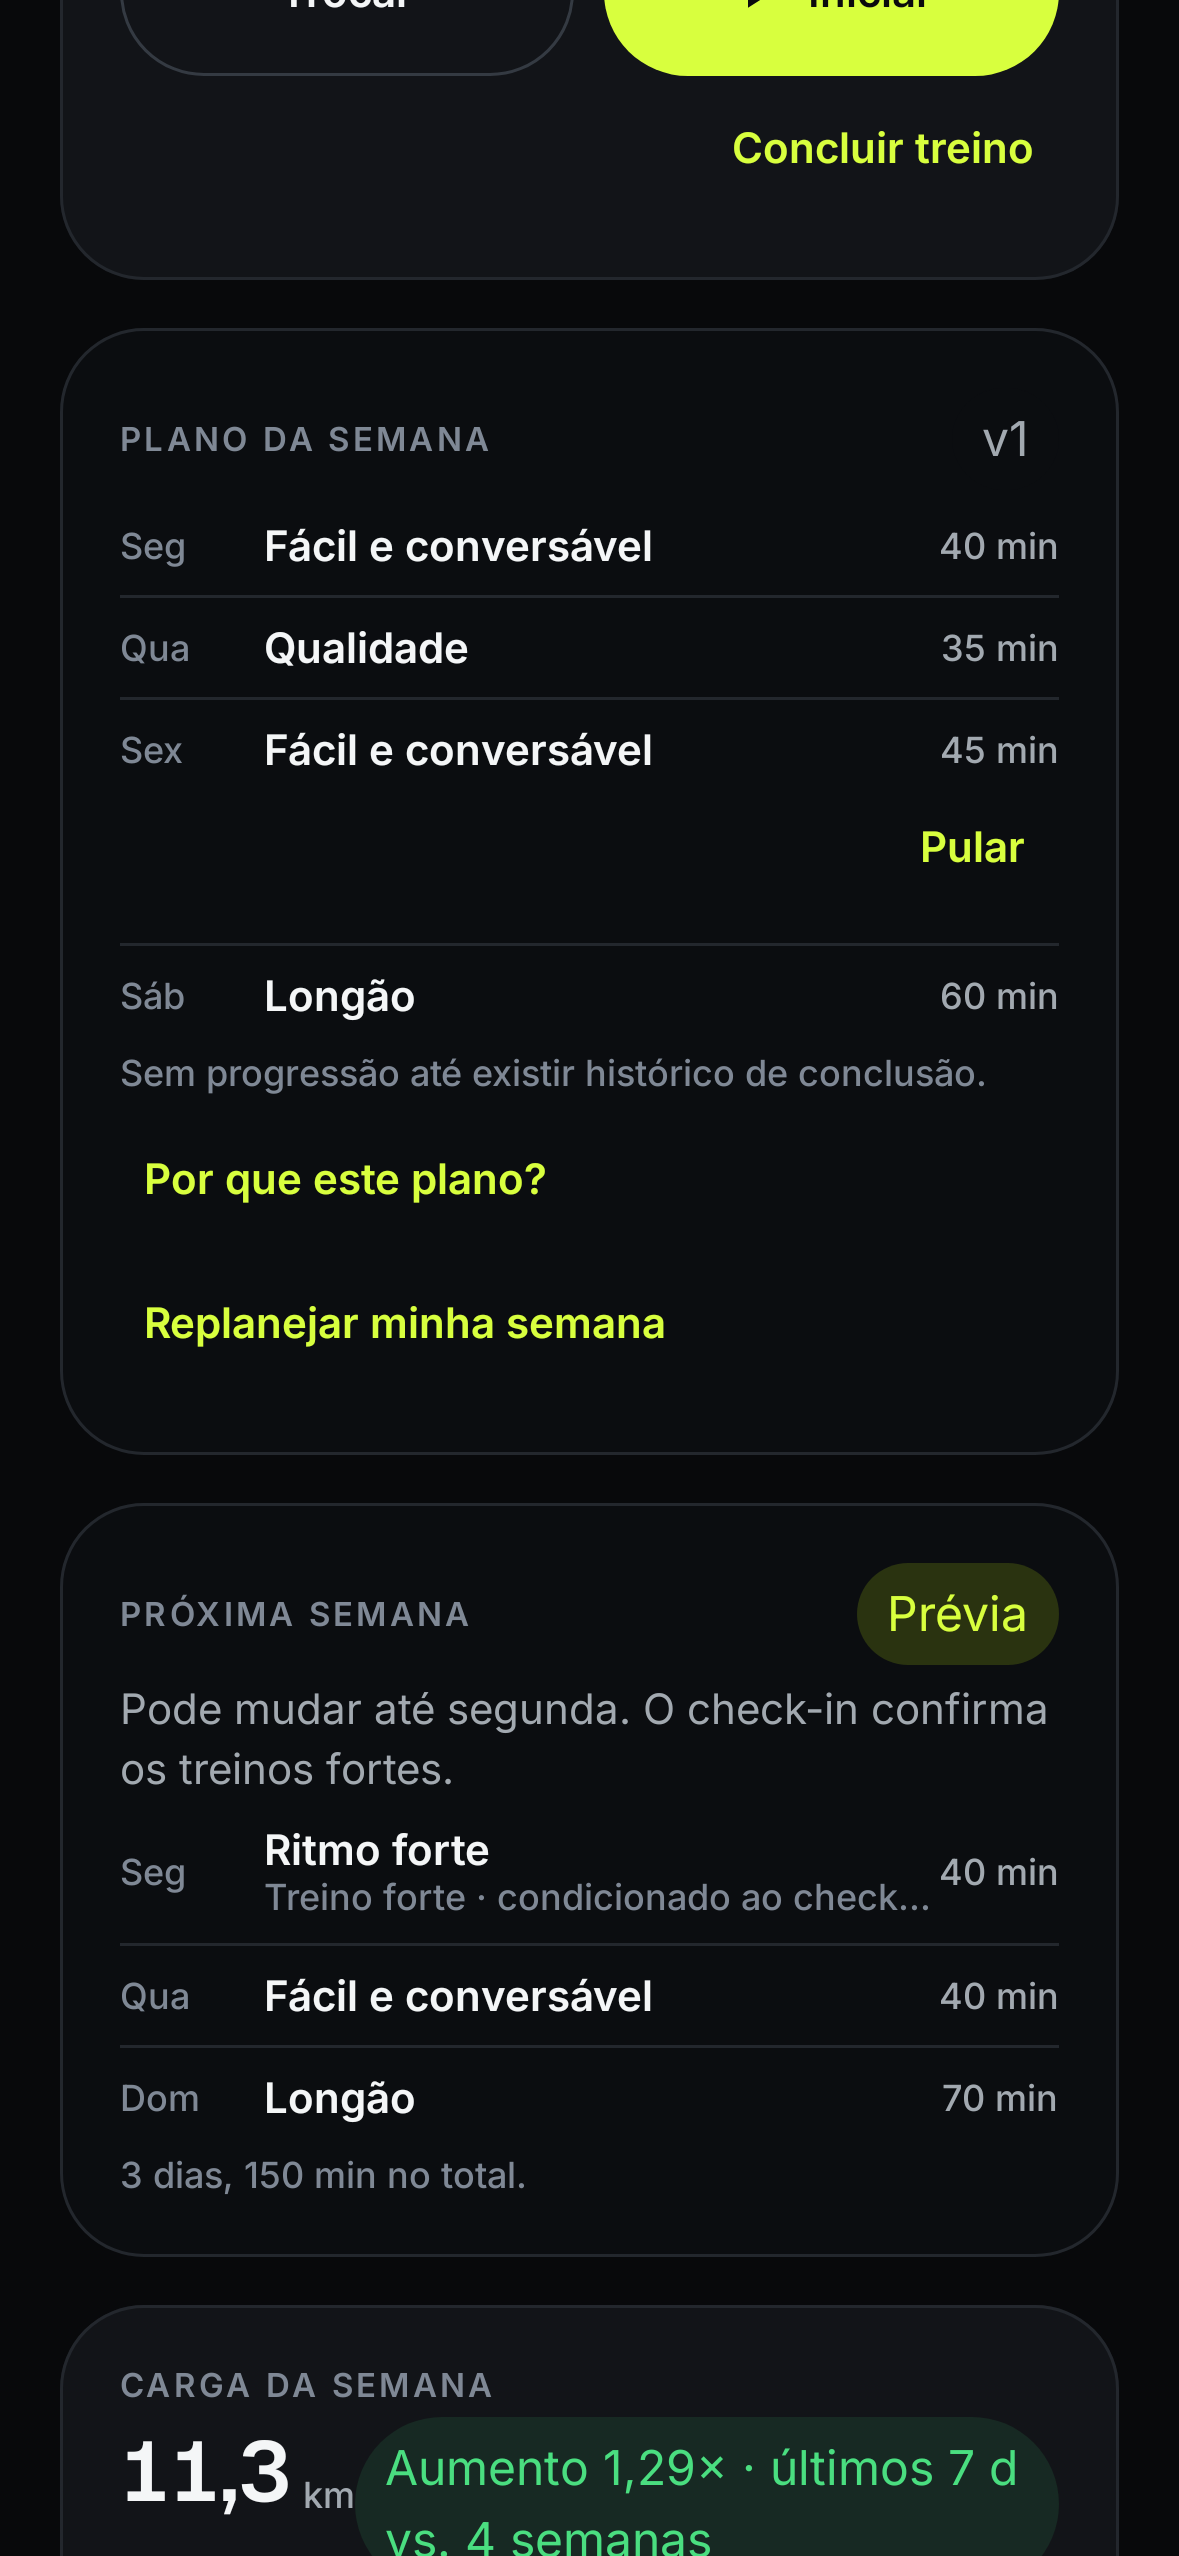 Trocar
Iniciar
Concluir treino
PLANO DA SEMANA
v1
Seg Fácil e conversável 40 min
Qua Qualidade 35 min
Sex Fácil e conversável 45 min
Pular
Sáb Longão 60 min
Sem progressão até existir histórico de conclusão.
Por que este plano?
Replanejar minha semana
PRÓXIMA SEMANA
Prévia
Pode mudar até segunda. O check-in confirma
os treinos fortes.
Seg Ritmo forte 40 min
Treino forte · condicionado ao check...
Qua Fácil e conversável 40 min
Dom Longão 70 min
3 dias, 150 min no total.
CARGA DA SEMANA
11,3 km
Aumento 1,29× · últimos 7 d
vs. 4 semanas